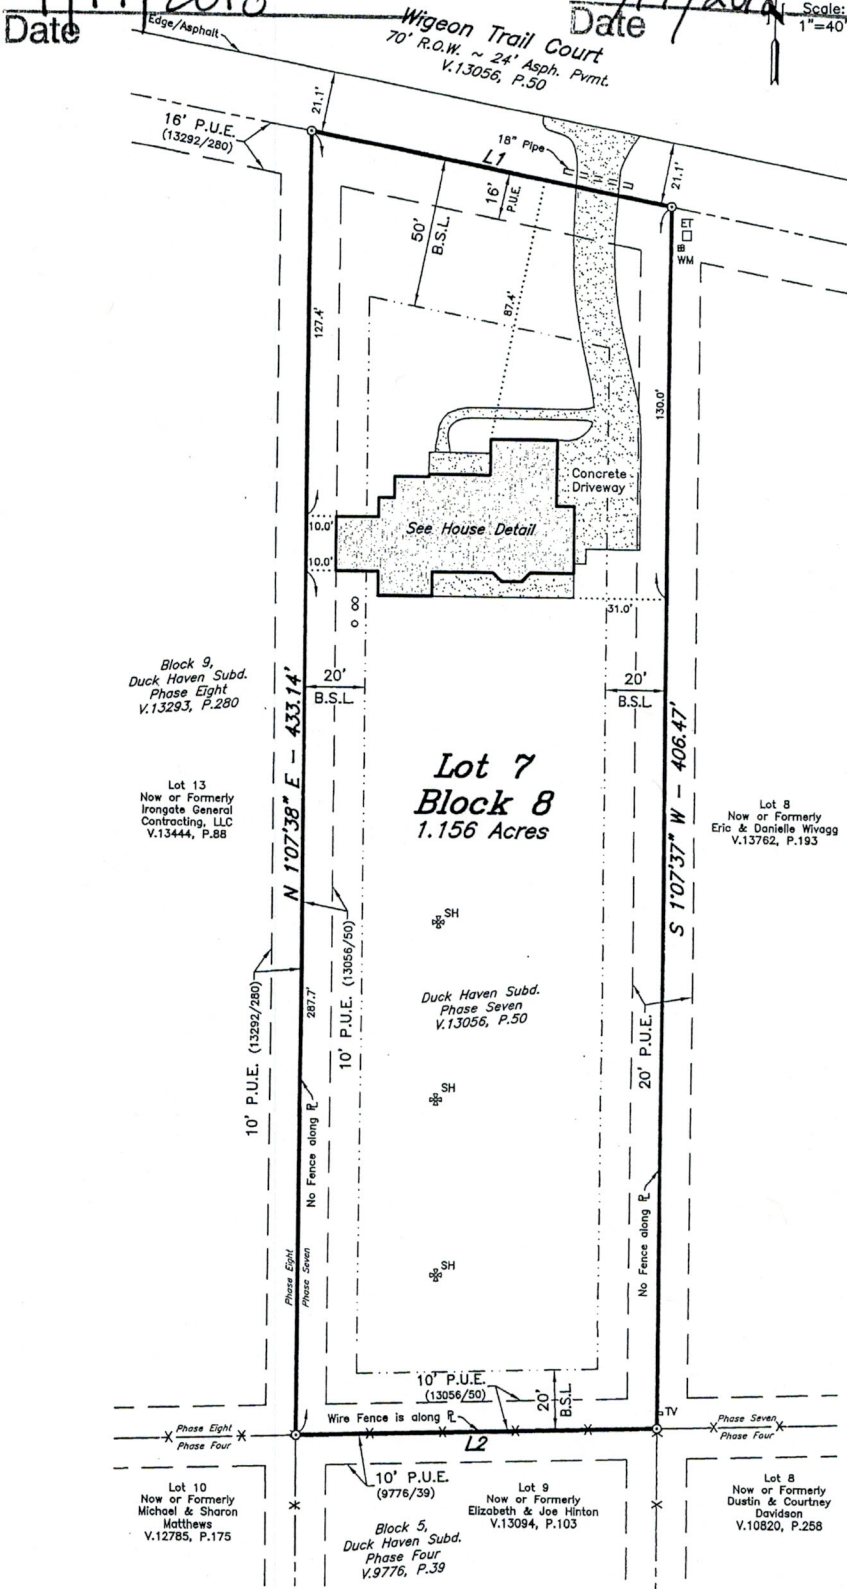 Date
Date
Scale:
1"=40'
N
Edge/Asphalt
Wigeon Trail Court
70' R.O.W. ~ 24' Asph. Pvmt.
V.13056, P.50
21.1'
16' P.U.E.
(13292/280)
18" Pipe
L1
21.1'
16'
P.U.E.
50'
B.S.L.
ET
WM
87.4'
127.4'
130.0'
Concrete
Driveway
See House Detail
10.0'
10.0'
31.0'
Block 9,
Duck Haven Subd.
Phase Eight
V.13293, P.280
20'
B.S.L.
20'
B.S.L.
N 1°07'38" E - 433.14'
S 1°07'37" W - 406.47'
Lot 7
Block 8
1.156 Acres
Lot 13
Now or Formerly
Irongate General
Contracting, LLC
V.13444, P.88
Lot 8
Now or Formerly
Eric & Danielle Wivagg
V.13762, P.193
SH
10' P.U.E. (13292/280)
10' P.U.E. (13056/50)
287.7'
Duck Haven Subd.
Phase Seven
V.13056, P.50
20' P.U.E.
SH
No Fence along PL
No Fence along PL
SH
Phase Eight
Phase Seven
10' P.U.E.
(13056/50)
20'
B.S.L.
Wire Fence is along PL
TV
Phase Eight
Phase Four
L2
Phase Seven
Phase Four
10' P.U.E.
(9776/39)
Lot 10
Now or Formerly
Michael & Sharon
Matthews
V.12785, P.175
Lot 9
Now or Formerly
Elizabeth & Joe Hinton
V.13094, P.103
Lot 8
Now or Formerly
Dustin & Courtney
Davidson
V.10820, P.258
Block 5,
Duck Haven Subd.
Phase Four
V.9776, P.39